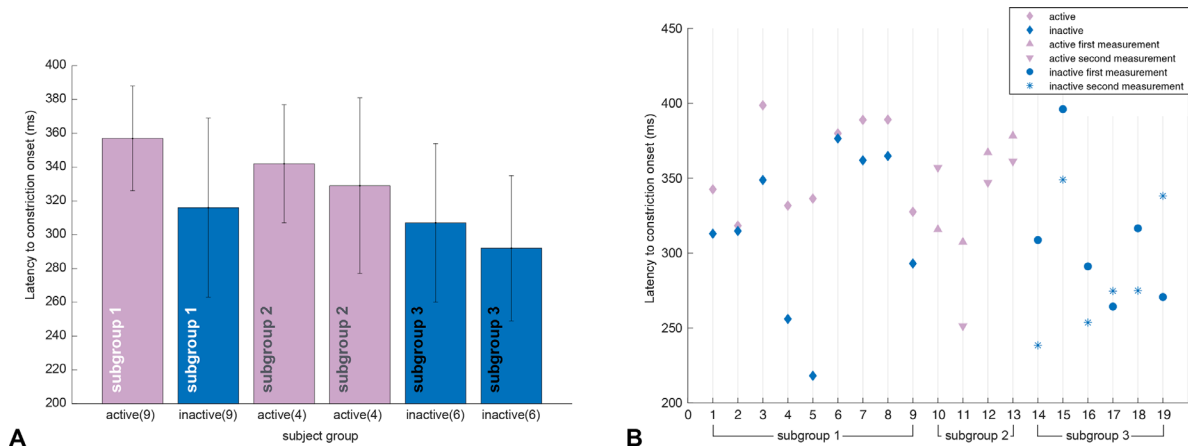 400
380
360
340
320
300
280
260
240
220
200
Latency to constriction onset (ms)
subgroup 1
subgroup 1
subgroup 2
subgroup 2
subgroup 3
subgroup 3
active(9) inactive(9) active(4) active(4) inactive(6) inactive(6)
subject group
A
active
inactive
active first measurement
active second measurement
inactive first measurement
inactive second measurement
450
400
350
300
250
200
Latency to constriction onset (ms)
0 1 2 3 4 5 6 7 8 9 10 11 12 13 14 15 16 17 18 19
subgroup 1 subgroup 2 subgroup 3
B